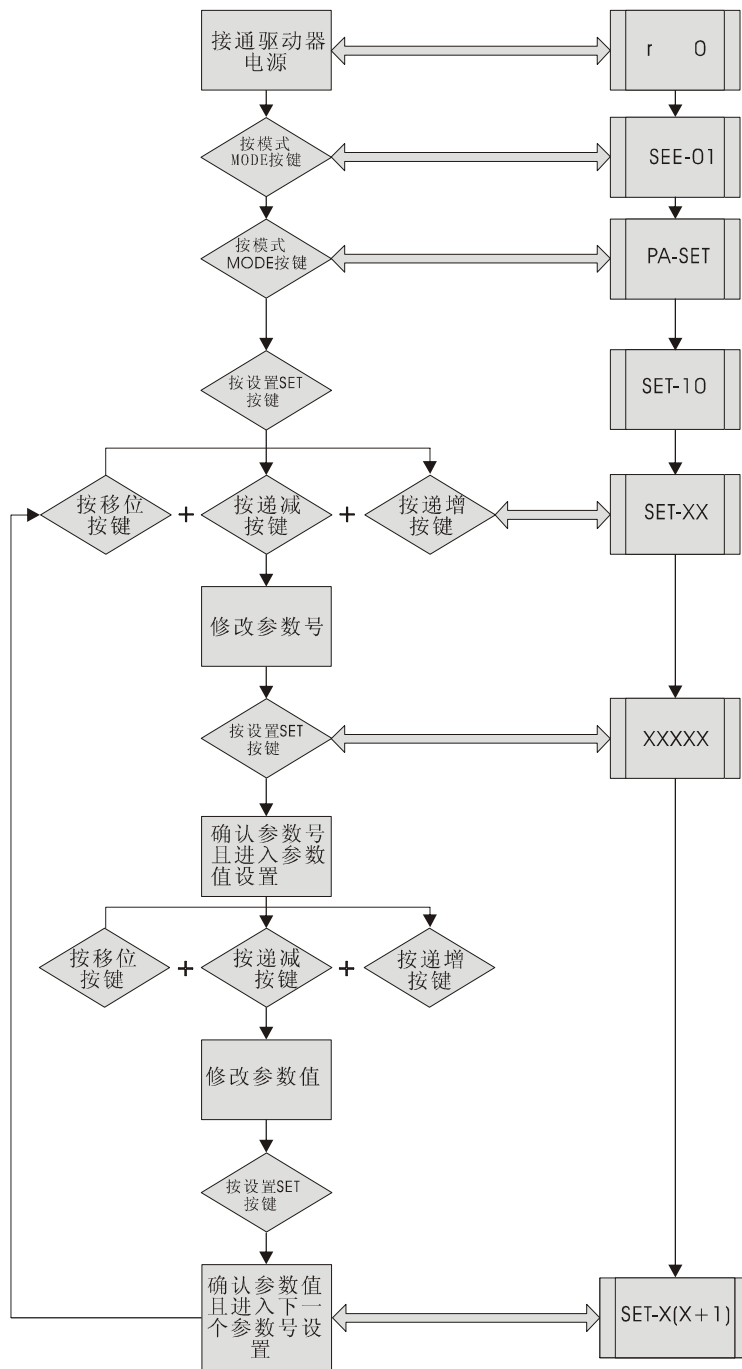 接通驱动器
电源
r 0
按模式
MODE按键
SEE-01
按模式
MODE按键
PA-SET
按设置SET
按键
SET-10
按移位
按键
+
按递减
按键
+
按递增
按键
SET-XX
修改参数号
按设置SET
按键
XXXXX
确认参数号
且进入参数
值设置
按移位
按键
+
按递减
按键
+
按递增
按键
修改参数值
按设置SET
按键
确认参数值
且进入下一
个参数号设
置
SET-X(X+1)